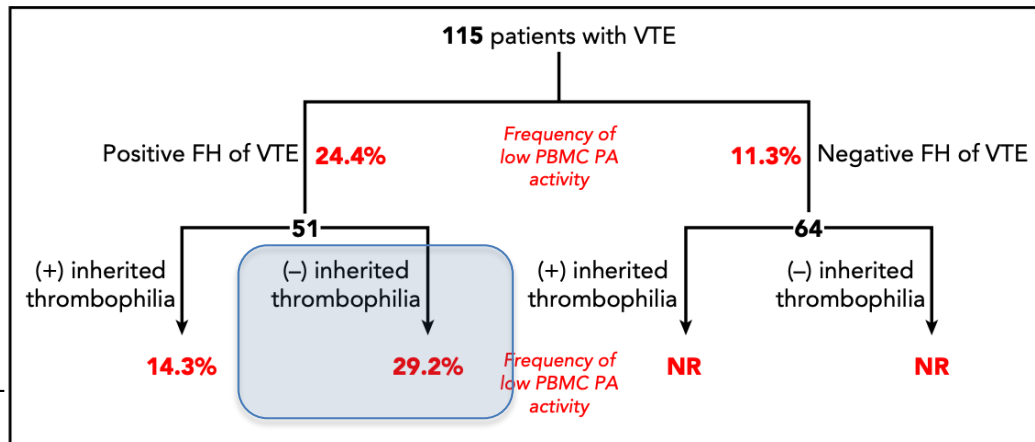 115 patients with VTE
Positive FH of VTE
24.4%
Frequency of
low PBMC PA
activity
11.3%
Negative FH of VTE
51
64
(+) inherited
thrombophilia
(–) inherited
thrombophilia
(+) inherited
thrombophilia
(–) inherited
thrombophilia
14.3%
29.2%
Frequency of
low PBMC PA
activity
NR
NR